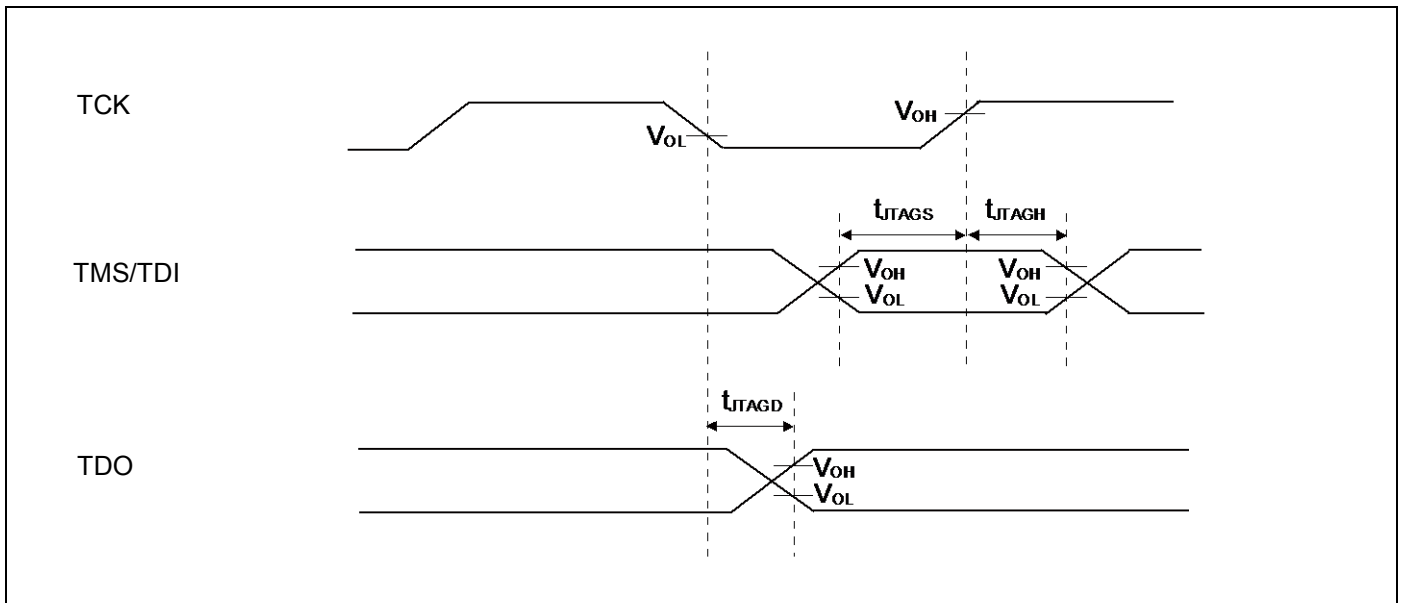 TCK
VOH
VOL
tJTAGS tJTAGH
TMS/TDI
VOH VOH
VOL VOL
tJTAGD
TDO
VOH
VOL